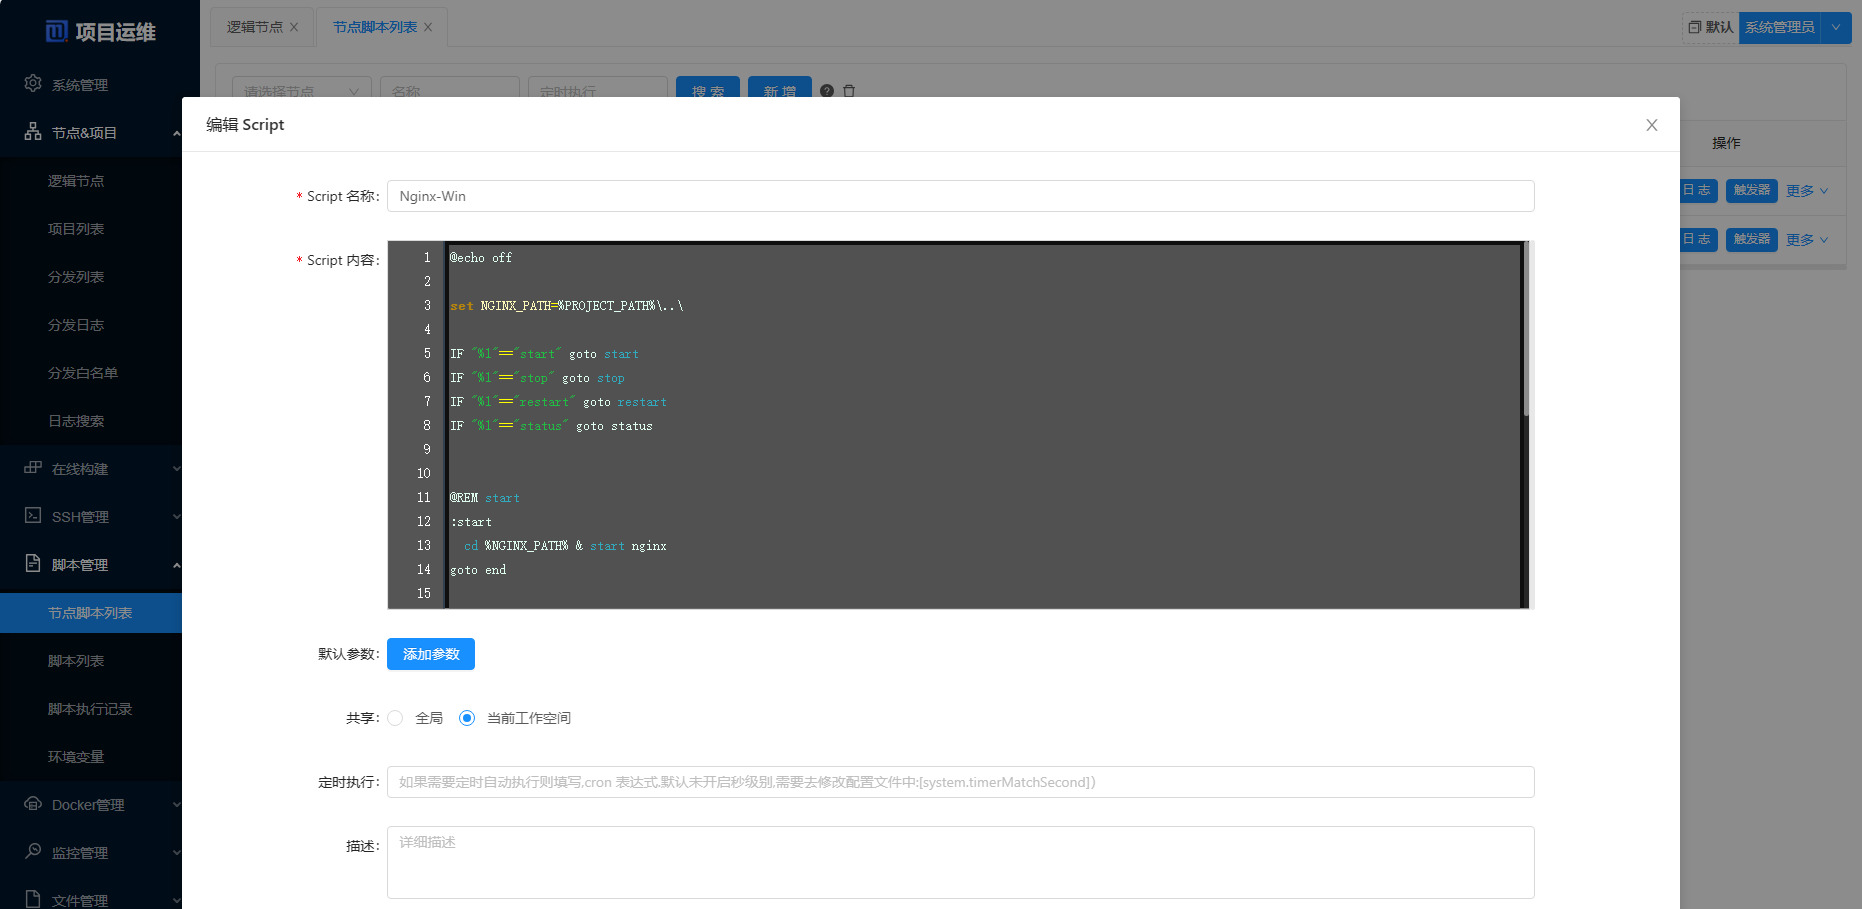 项目运维
系统管理
节点&项目
逻辑节点
项目列表
分发列表
分发日志
分发白名单
日志搜索
在线构建
SSH管理
脚本管理
节点脚本列表
脚本列表
脚本执行记录
环境变量
Docker管理
监控管理
文件管理
逻辑节点
节点脚本列表
默认
系统管理员
请选择节点
名称
定时执行
搜 索
新 增
操作
日 志
触发器
更多
日 志
触发器
更多
编辑 Script
* Script 名称:
Nginx-Win
* Script 内容:
1 @echo off
2
3 set NGINX_PATH=%PROJECT_PATH%\..\
4
5 IF "%1"=="start" goto start
6 IF "%1"=="stop" goto stop
7 IF "%1"=="restart" goto restart
8 IF "%1"=="status" goto status
9
10
11 @REM start
12 :start
13   cd %NGINX_PATH% & start nginx
14 goto end
15
默认参数:
添加参数
共享:
全局
当前工作空间
定时执行:
如果需要定时自动执行则填写,cron 表达式.默认未开启秒级别,需要去修改配置文件中:[system.timerMatchSecond])
描述:
详细描述